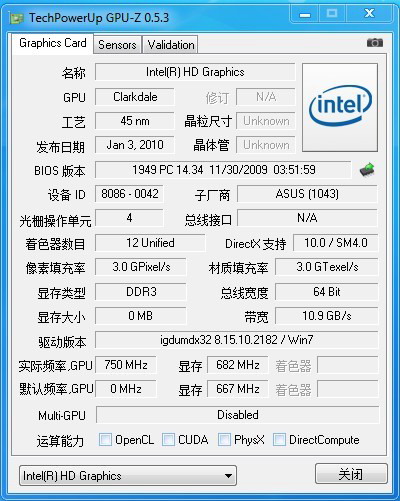 TechPowerUp GPU-Z 0.5.3
Graphics Card Sensors Validation
名称 Intel(R) HD Graphics
GPU Clarkdale 修订 N/A
工艺 45 nm 晶粒尺寸 Unknown
发布日期 Jan 3, 2010 晶体管 Unknown
intel
BIOS 版本 1949 PC 14.34 11/30/2009 03:51:59
设备 ID 8086 - 0042 子厂商 ASUS (1043)
光栅操作单元 4 总线接口 N/A
着色器数目 12 Unified DirectX 支持 10.0 / SM4.0
像素填充率 3.0 GPixel/s 材质填充率 3.0 GTexel/s
显存类型 DDR3 总线宽度 64 Bit
显存大小 0 MB 带宽 10.9 GB/s
驱动版本 igdumdx32 8.15.10.2182 / Win7
实际频率,GPU 750 MHz 显存 682 MHz 着色器
默认频率,GPU 0 MHz 显存 667 MHz 着色器
Multi-GPU Disabled
运算能力 OpenCL CUDA PhysX DirectCompute
Intel(R) HD Graphics 关闭